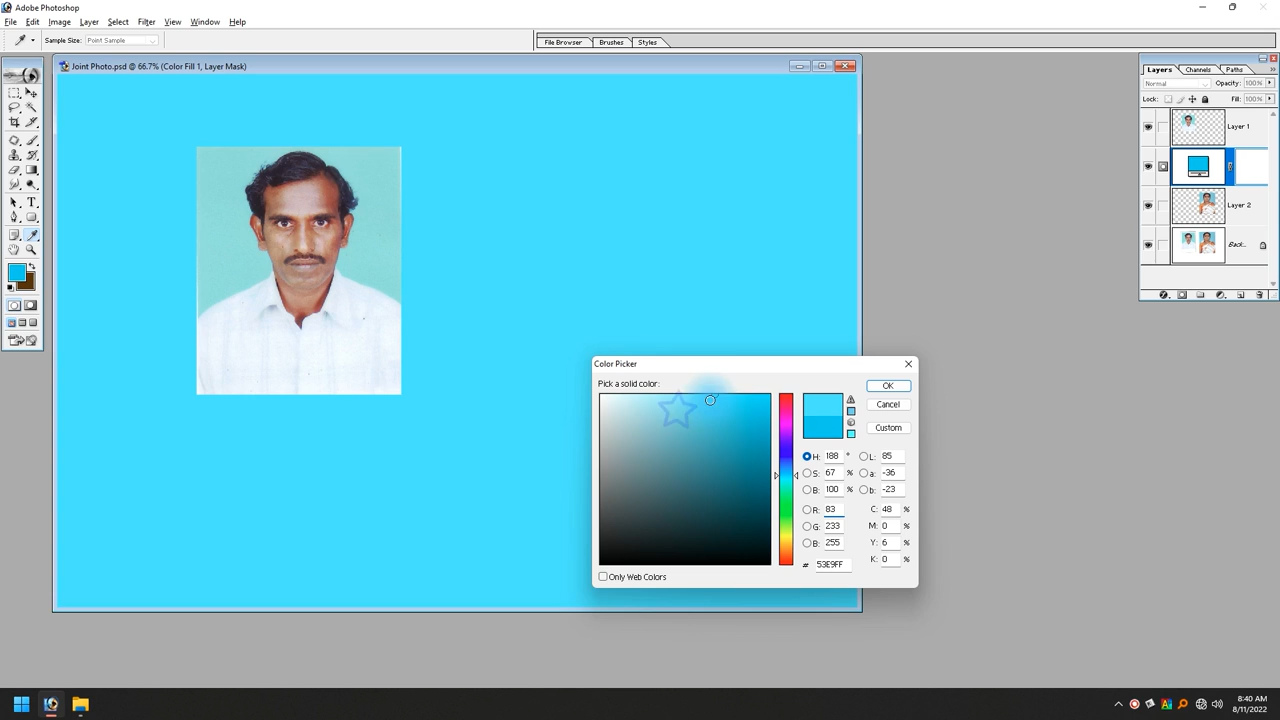 Adobe Photoshop
File Edit Image Layer Select Filter View Window Help
Sample Size: Point Sample
File Browser Brushes Styles
Joint Photo.psd @ 66.7% (Color Fill 1, Layer Mask)
Layers Channels Paths
Normal Opacity: 100%
Lock: Fill: 100%
Layer 1
Layer 2
Back...
T
Color Picker
Pick a solid color:
OK
Cancel
Custom
H: 188 ° L: 85
S: 67 % a: -36
B: 100 % b: -23
R: 83 C: 48 %
G: 233 M: 0 %
B: 255 Y: 6 %
K: 0 %
# 53E9FF
Only Web Colors
8:40 AM
8/11/2022